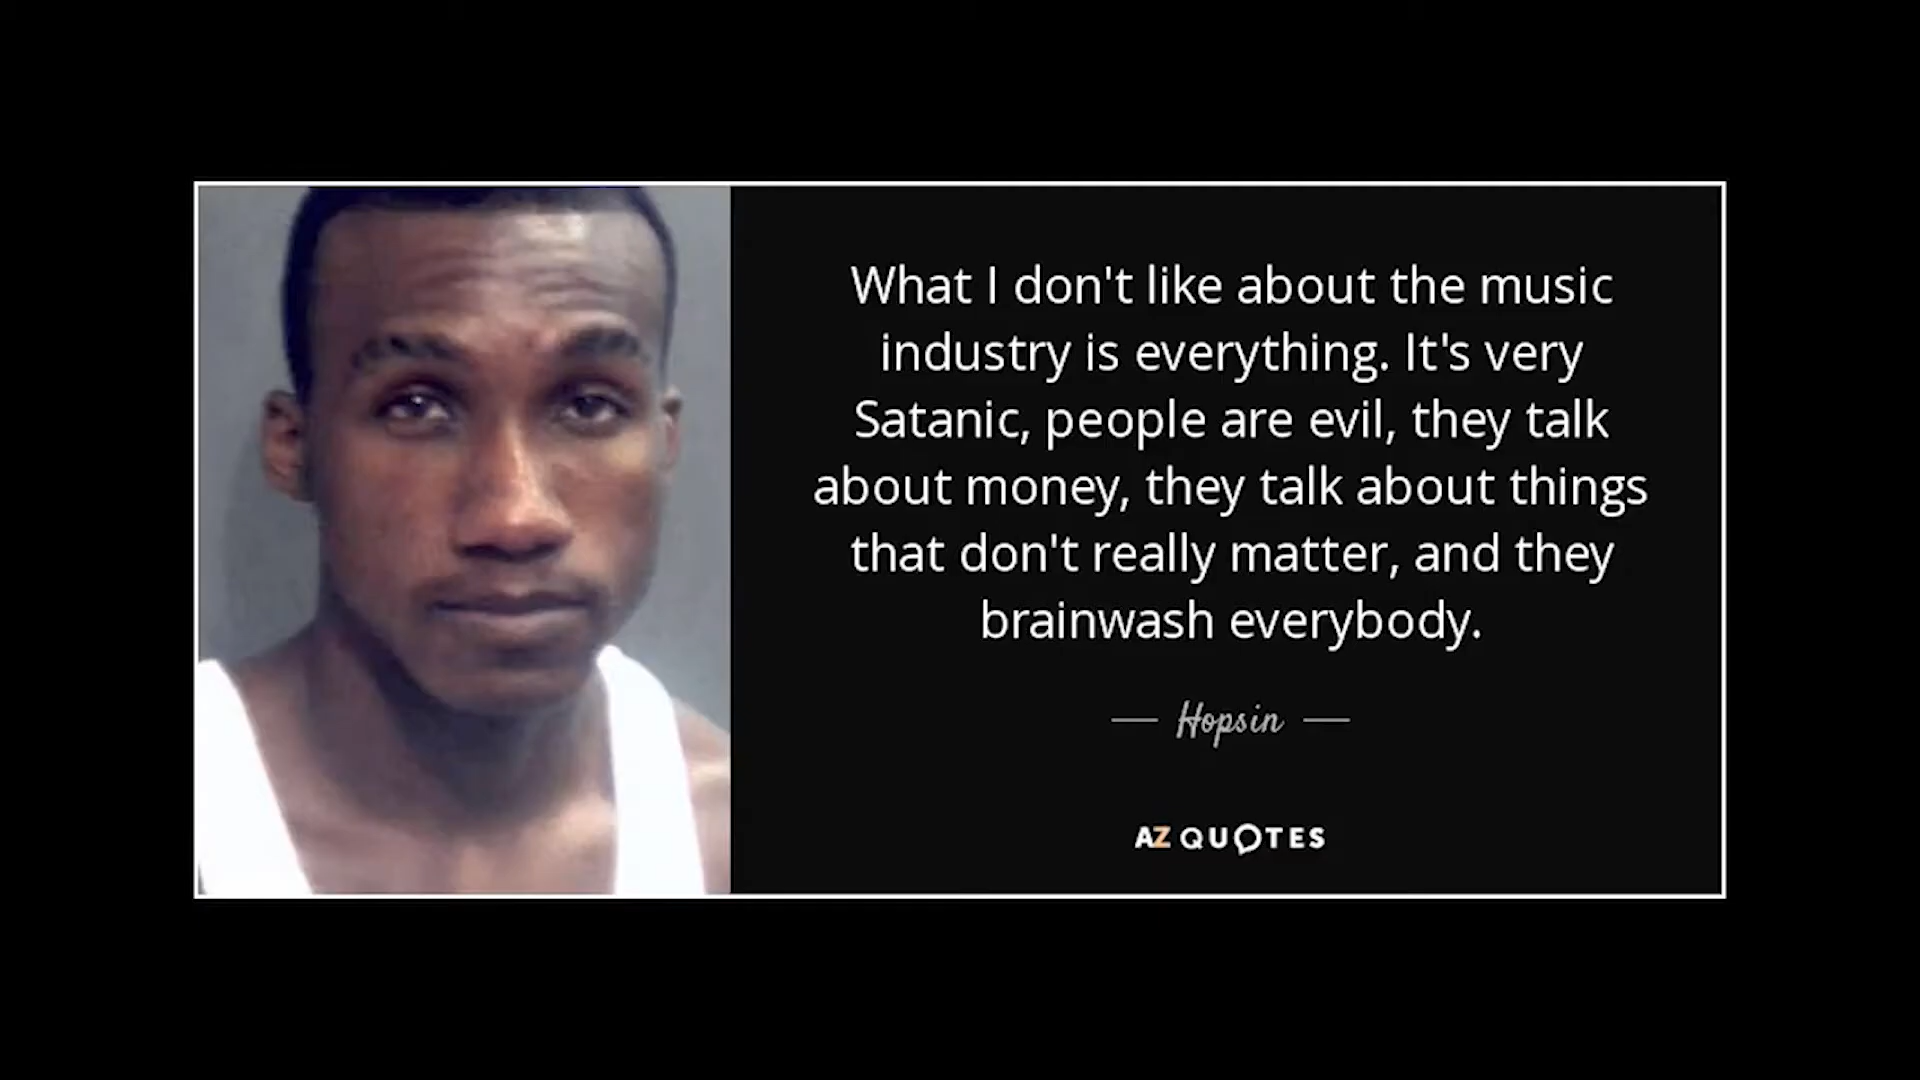 What I don't like about the music
industry is everything. It's very
Satanic, people are evil, they talk
about money, they talk about things
that don't really matter, and they
brainwash everybody.
— Hopsin —
AZ QUOTES